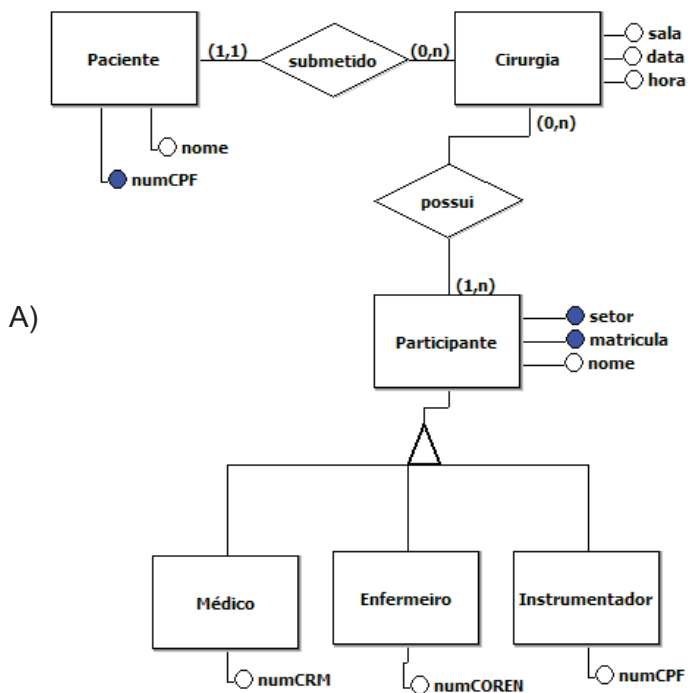 Paciente
(1,1)
submetido
(0,n)
Cirurgia
sala
data
hora
nome
numCPF
(0,n)
possui
(1,n)
A)
Participante
setor
matricula
nome
Médico
Enfermeiro
Instrumentador
numCRM
numCOREN
numCPF